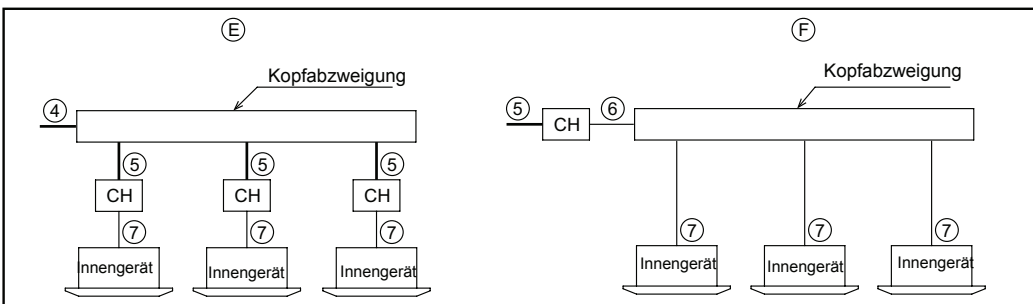 Ⓔ
Kopfabzweigung
④
⑤ ⑤ ⑤
CH CH CH
⑦ ⑦ ⑦
Innengerät Innengerät Innengerät
Ⓕ
Kopfabzweigung
⑤ CH ⑥
⑦ ⑦ ⑦
Innengerät Innengerät Innengerät